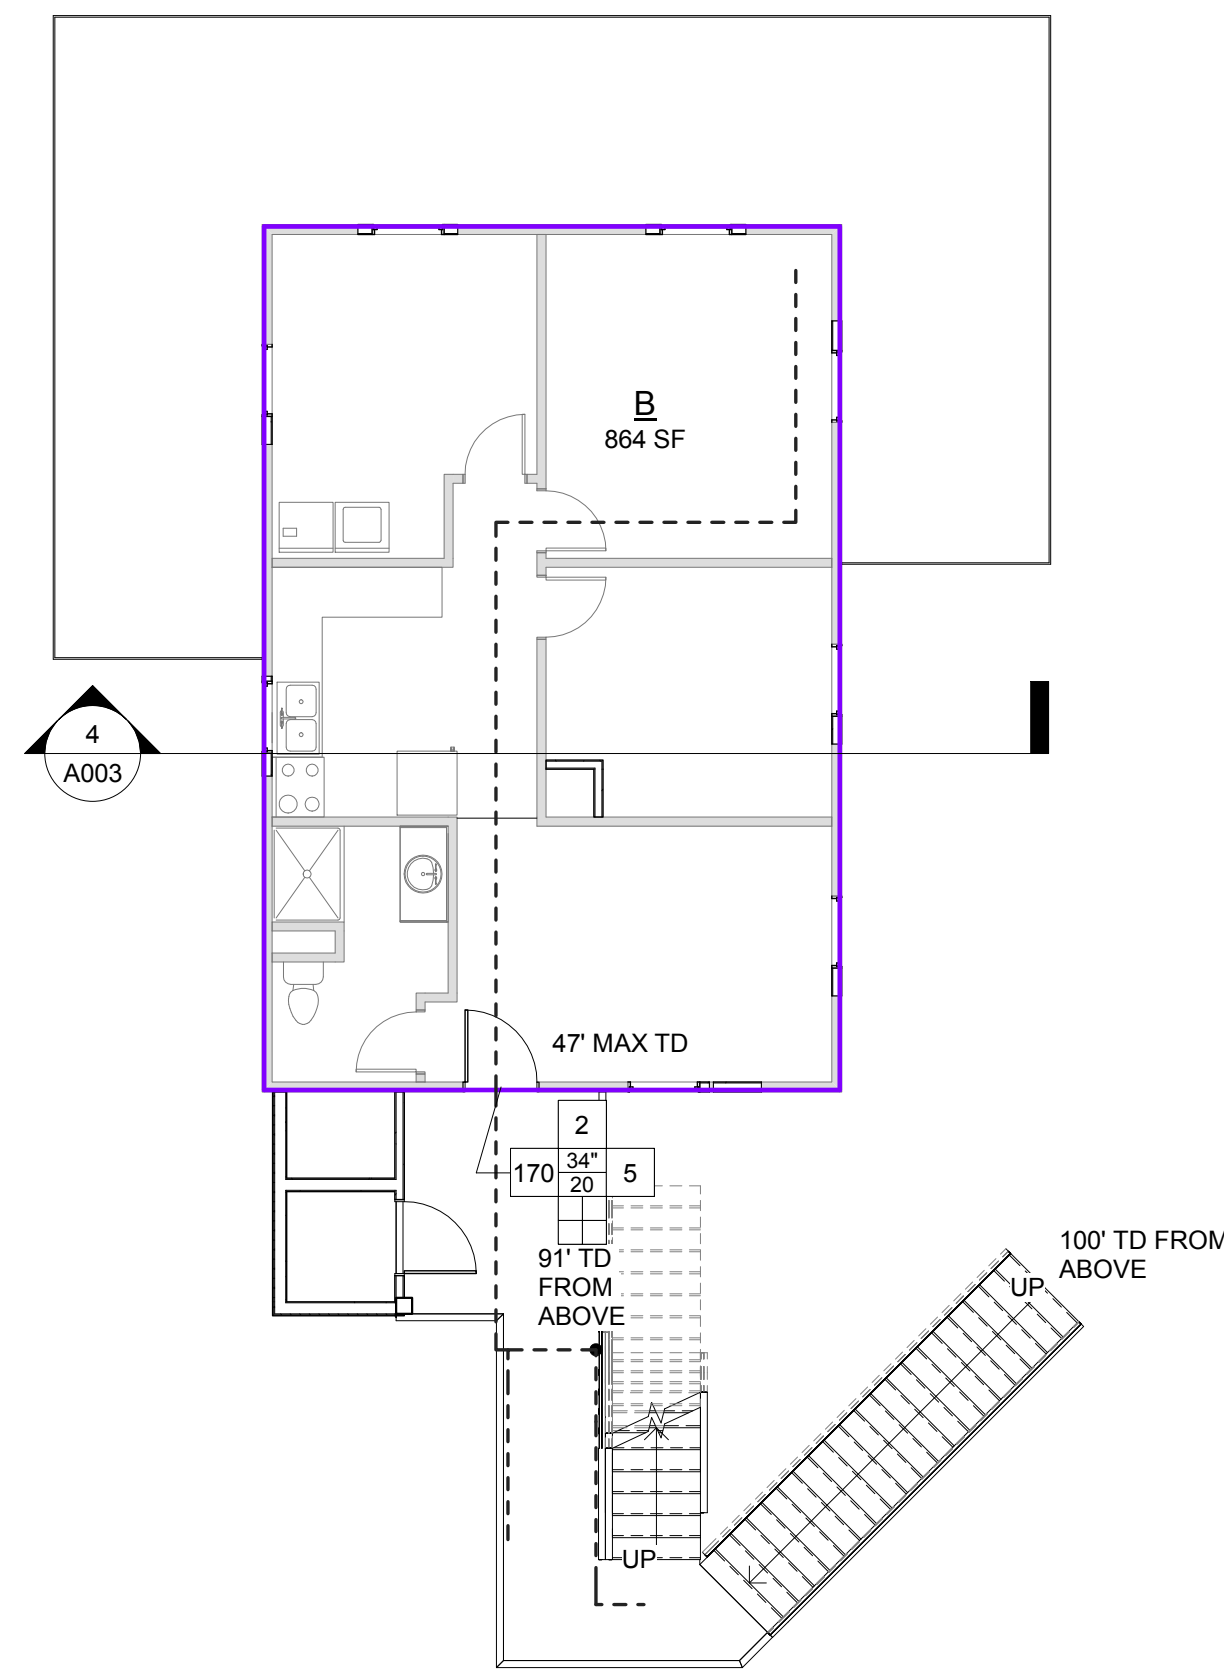 B
864 SF
4
A003
47' MAX TD
2
170
34"
20
5
91' TD
FROM
ABOVE
100' TD FROM
ABOVE
UP
UP